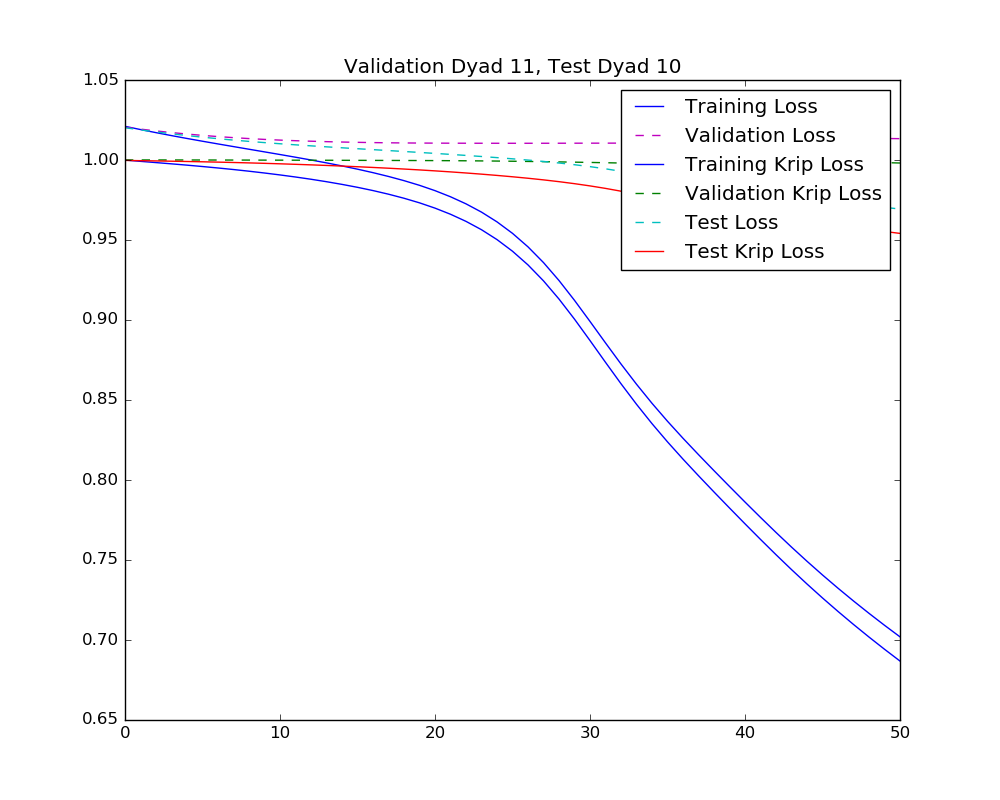 Validation Dyad 11, Test Dyad 10
1.05
1.00
0.95
0.90
0.85
0.80
0.75
0.70
0.65
Training Loss
Validation Loss
Training Krip Loss
Validation Krip Loss
Test Loss
Test Krip Loss
0 10 20 30 40 50